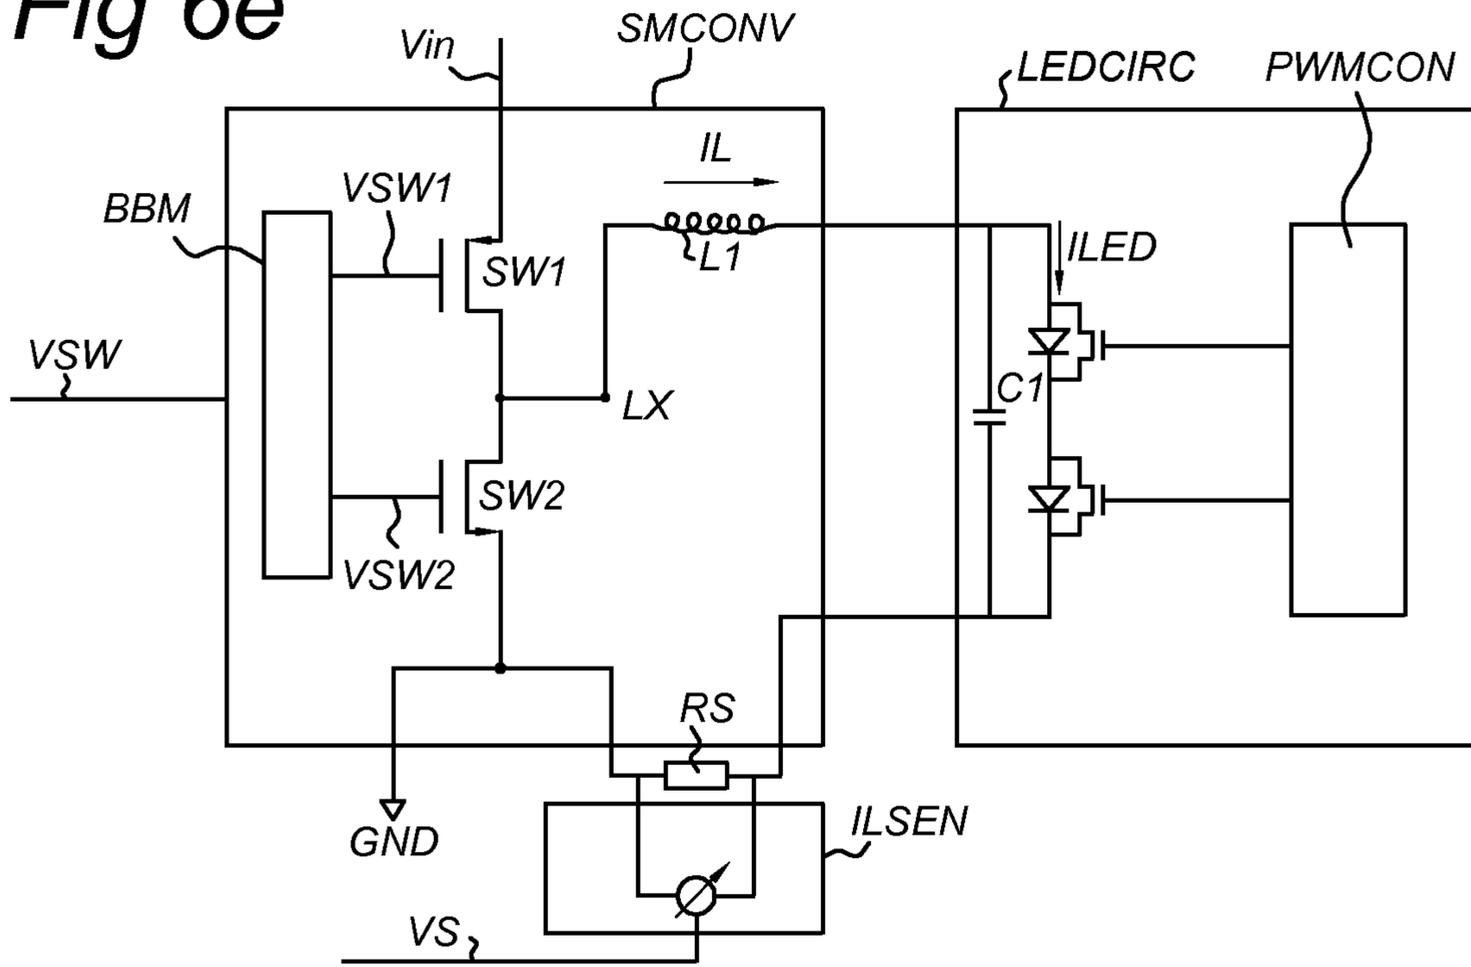 Fig 6e
Vin
SMCONV
LEDCIRC
PWMCON
IL
BBM
VSW1
SW1
L1
ILED
VSW
LX
C1
SW2
VSW2
RS
GND
ILSEN
VS